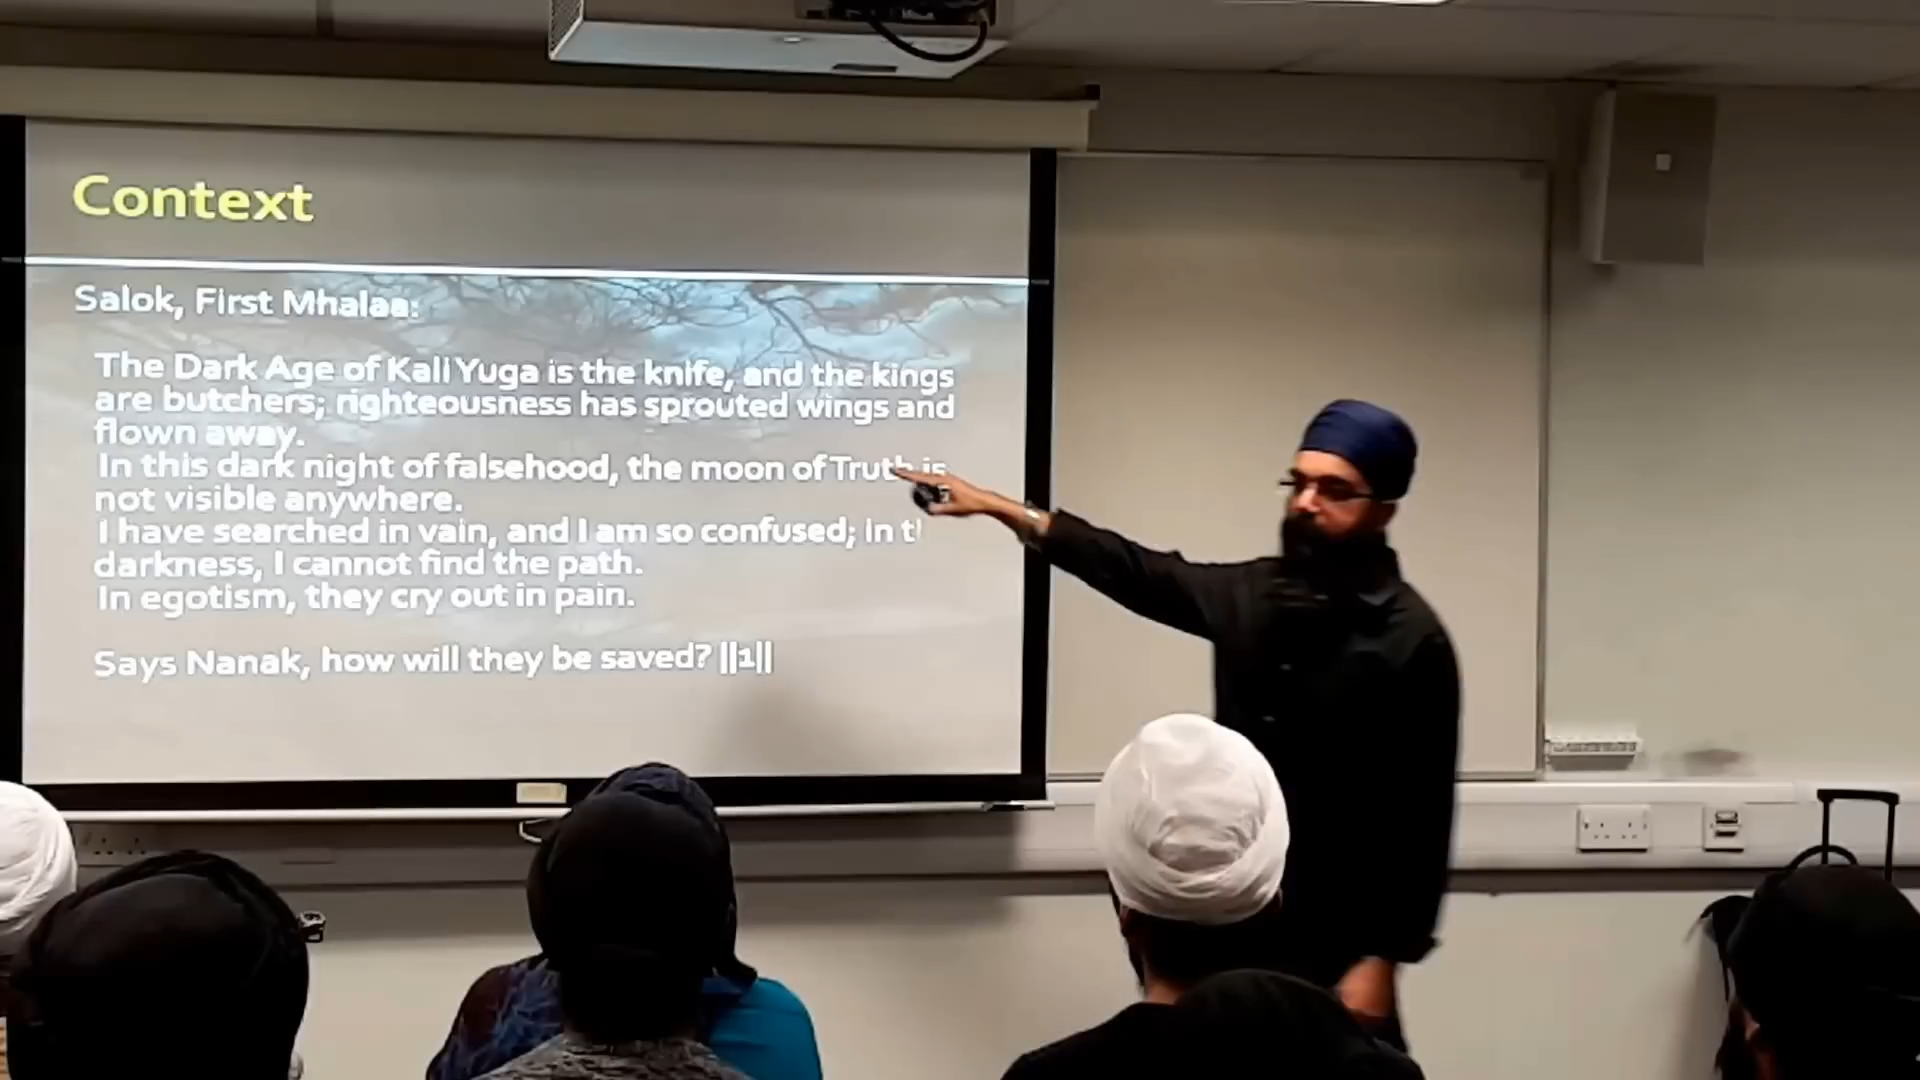 Context
Salok, First Mhalaa:
The Dark Age of Kali Yuga is the knife, and the kings
are butchers; righteousness has sprouted wings and
flown away.
In this dark night of falsehood, the moon of Truth is
not visible anywhere.
I have searched in vain, and I am so confused; In t
darkness, I cannot find the path.
In egotism, they cry out in pain.
Says Nanak, how will they be saved? ||1||